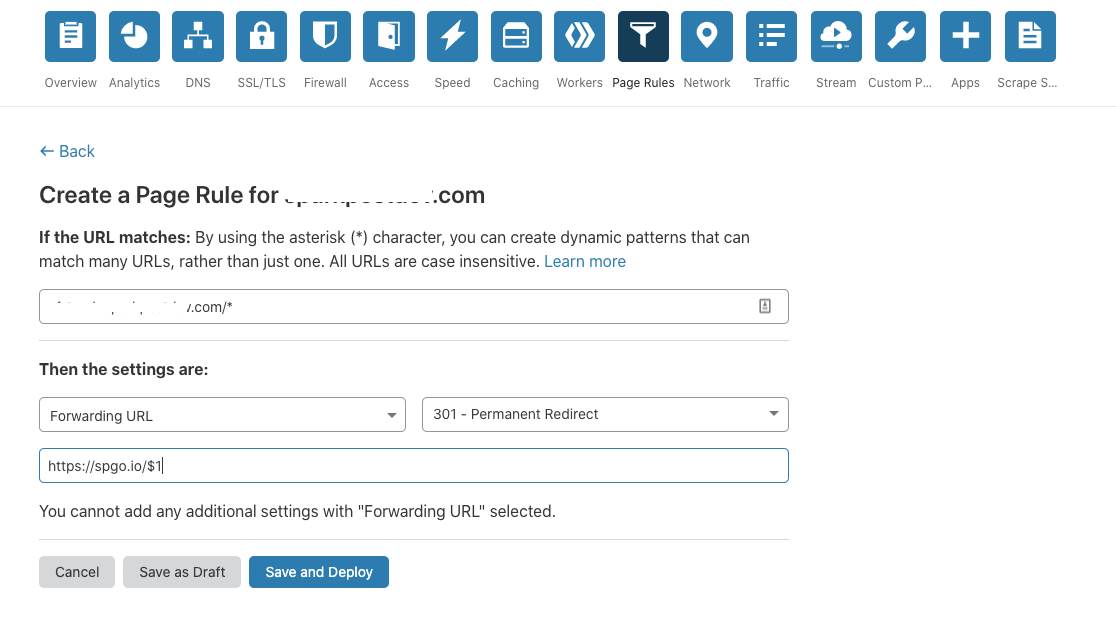 Overview Analytics DNS SSL/TLS Firewall Access Speed Caching Workers Page Rules Network Traffic Stream Custom P... Apps Scrape S...
← Back
Create a Page Rule for .com
If the URL matches: By using the asterisk (*) character, you can create dynamic patterns that can
match many URLs, rather than just one. All URLs are case insensitive. Learn more
.com/*
Then the settings are:
Forwarding URL 301 - Permanent Redirect
https://spgo.io/$1
You cannot add any additional settings with "Forwarding URL" selected.
Cancel Save as Draft Save and Deploy